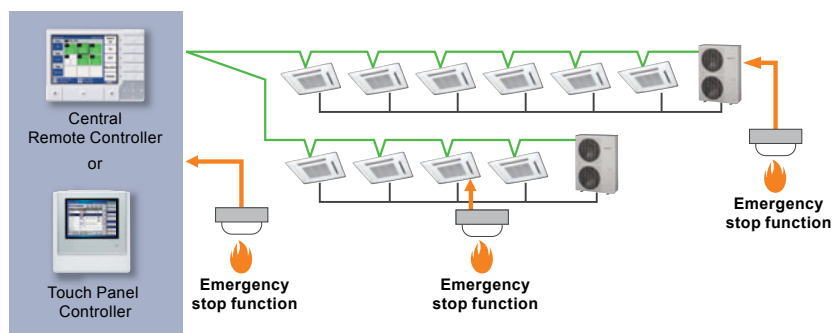 Central
Remote Controller
or
Touch Panel
Controller
Emergency
stop function
Emergency
stop function
Emergency
stop function